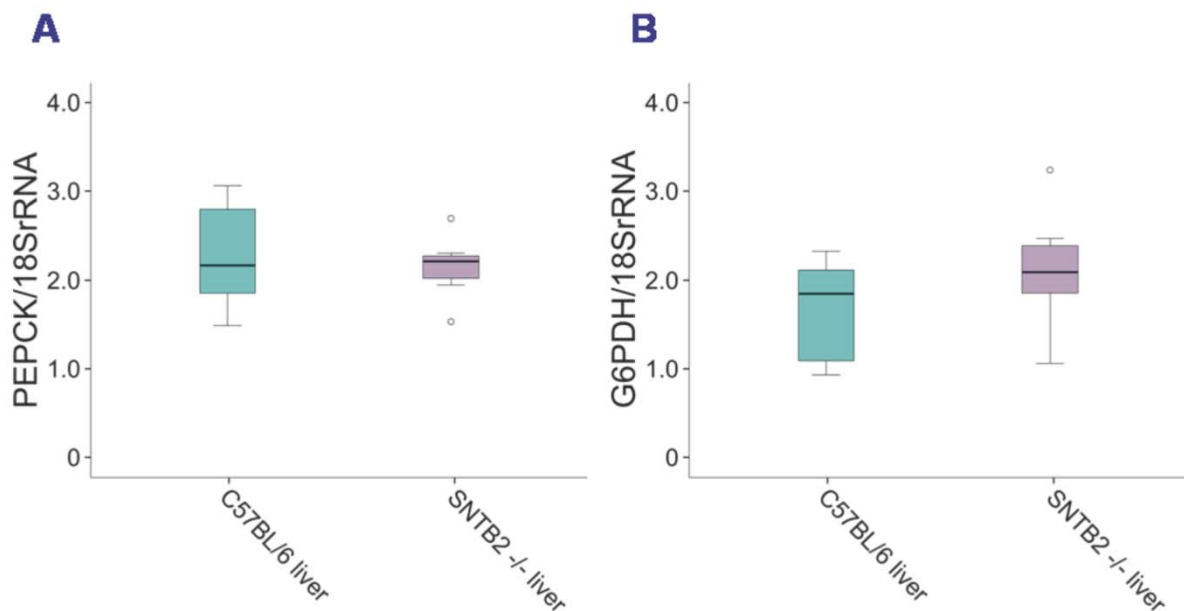 A
PEPCK/18SrRNA
4.0
3.0
2.0
1.0
0
C57BL/6 liver
SNTB2 -/- liver
B
G6PDH/18SrRNA
4.0
3.0
2.0
1.0
0
C57BL/6 liver
SNTB2 -/- liver